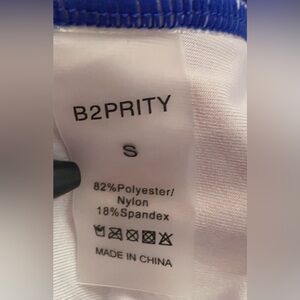 B2PRITY
S
82%Polyester/
Nylon
18%Spandex
MADE IN CHINA